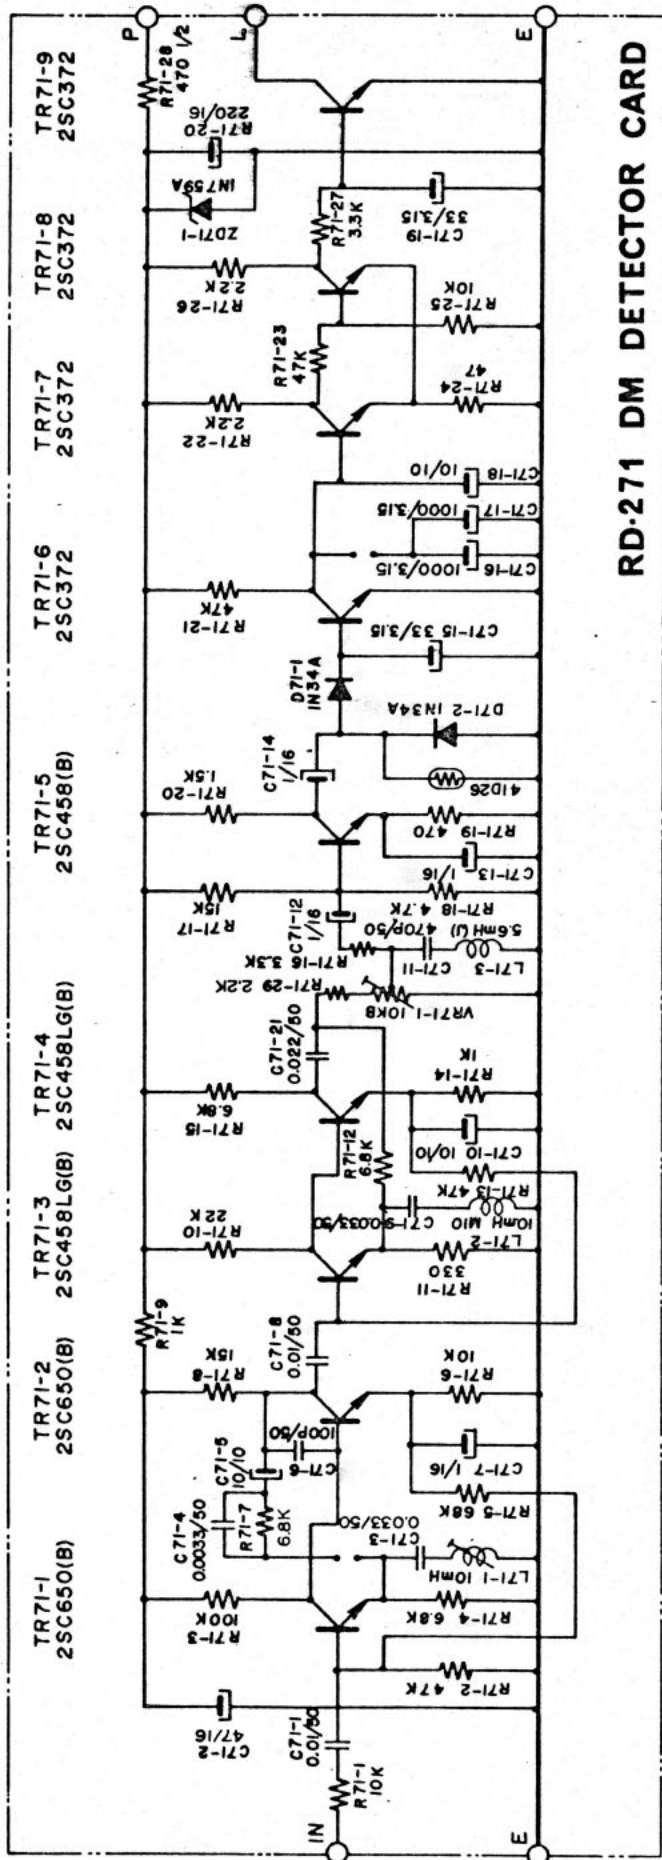 TR71-1
2SC650(B)
TR71-2
2SC650(B)
TR71-3
2SC458LG(B)
TR71-4
2SC458LG(B)
TR71-5
2SC458(B)
TR71-6
2SC372
TR71-7
2SC372
TR71-8
2SC372
TR71-9
2SC372
IN
E
R71-1
10K
C71-1
0.01/50
C71-2
47/16
R71-2
47K
R71-3
100K
R71-4 6.8K
L71-1 10mH
C71-3
0.033/50
C71-4
0.0033/50
R71-7
6.8K
C71-5
10/10
C71-6
100P/50
R71-5 68K
C71-7 1/16
R71-6
10K
R71-8
15K
R71-9
1K
C71-8
0.01/50
R71-10
22K
R71-11
330
L71-2
10mH M10
C71-9 0.033/50
R71-12
6.8K
R71-13
47K
C71-10
10/10
R71-14
1K
R71-15
6.8K
C71-21
0.022/50
R71-29 2.2K
VR71-1 10KB
R71-16 3.3K
C71-11
470P/50
L71-3
5.6mH(J)
C71-12
1/16
R71-17
15K
R71-18
4.7K
C71-13
1/16
R71-19
470
R71-20
1.5K
C71-14
1/16
41D26
D71-2 1N34A
D71-1
1N34A
C71-15 33/3.15
R71-21
47K
C71-16
1000/3.15
C71-17
1000/3.15
C71-18
10/10
R71-22
2.2K
R71-23
47K
R71-24
47
R71-25
10K
R71-26
2.2K
R71-27
3.3K
C71-19
33/3.15
ZD71-1
1N759A
R71-20
220/16
R71-28
470 1/2
P
L
E
RD-271 DM DETECTOR CARD